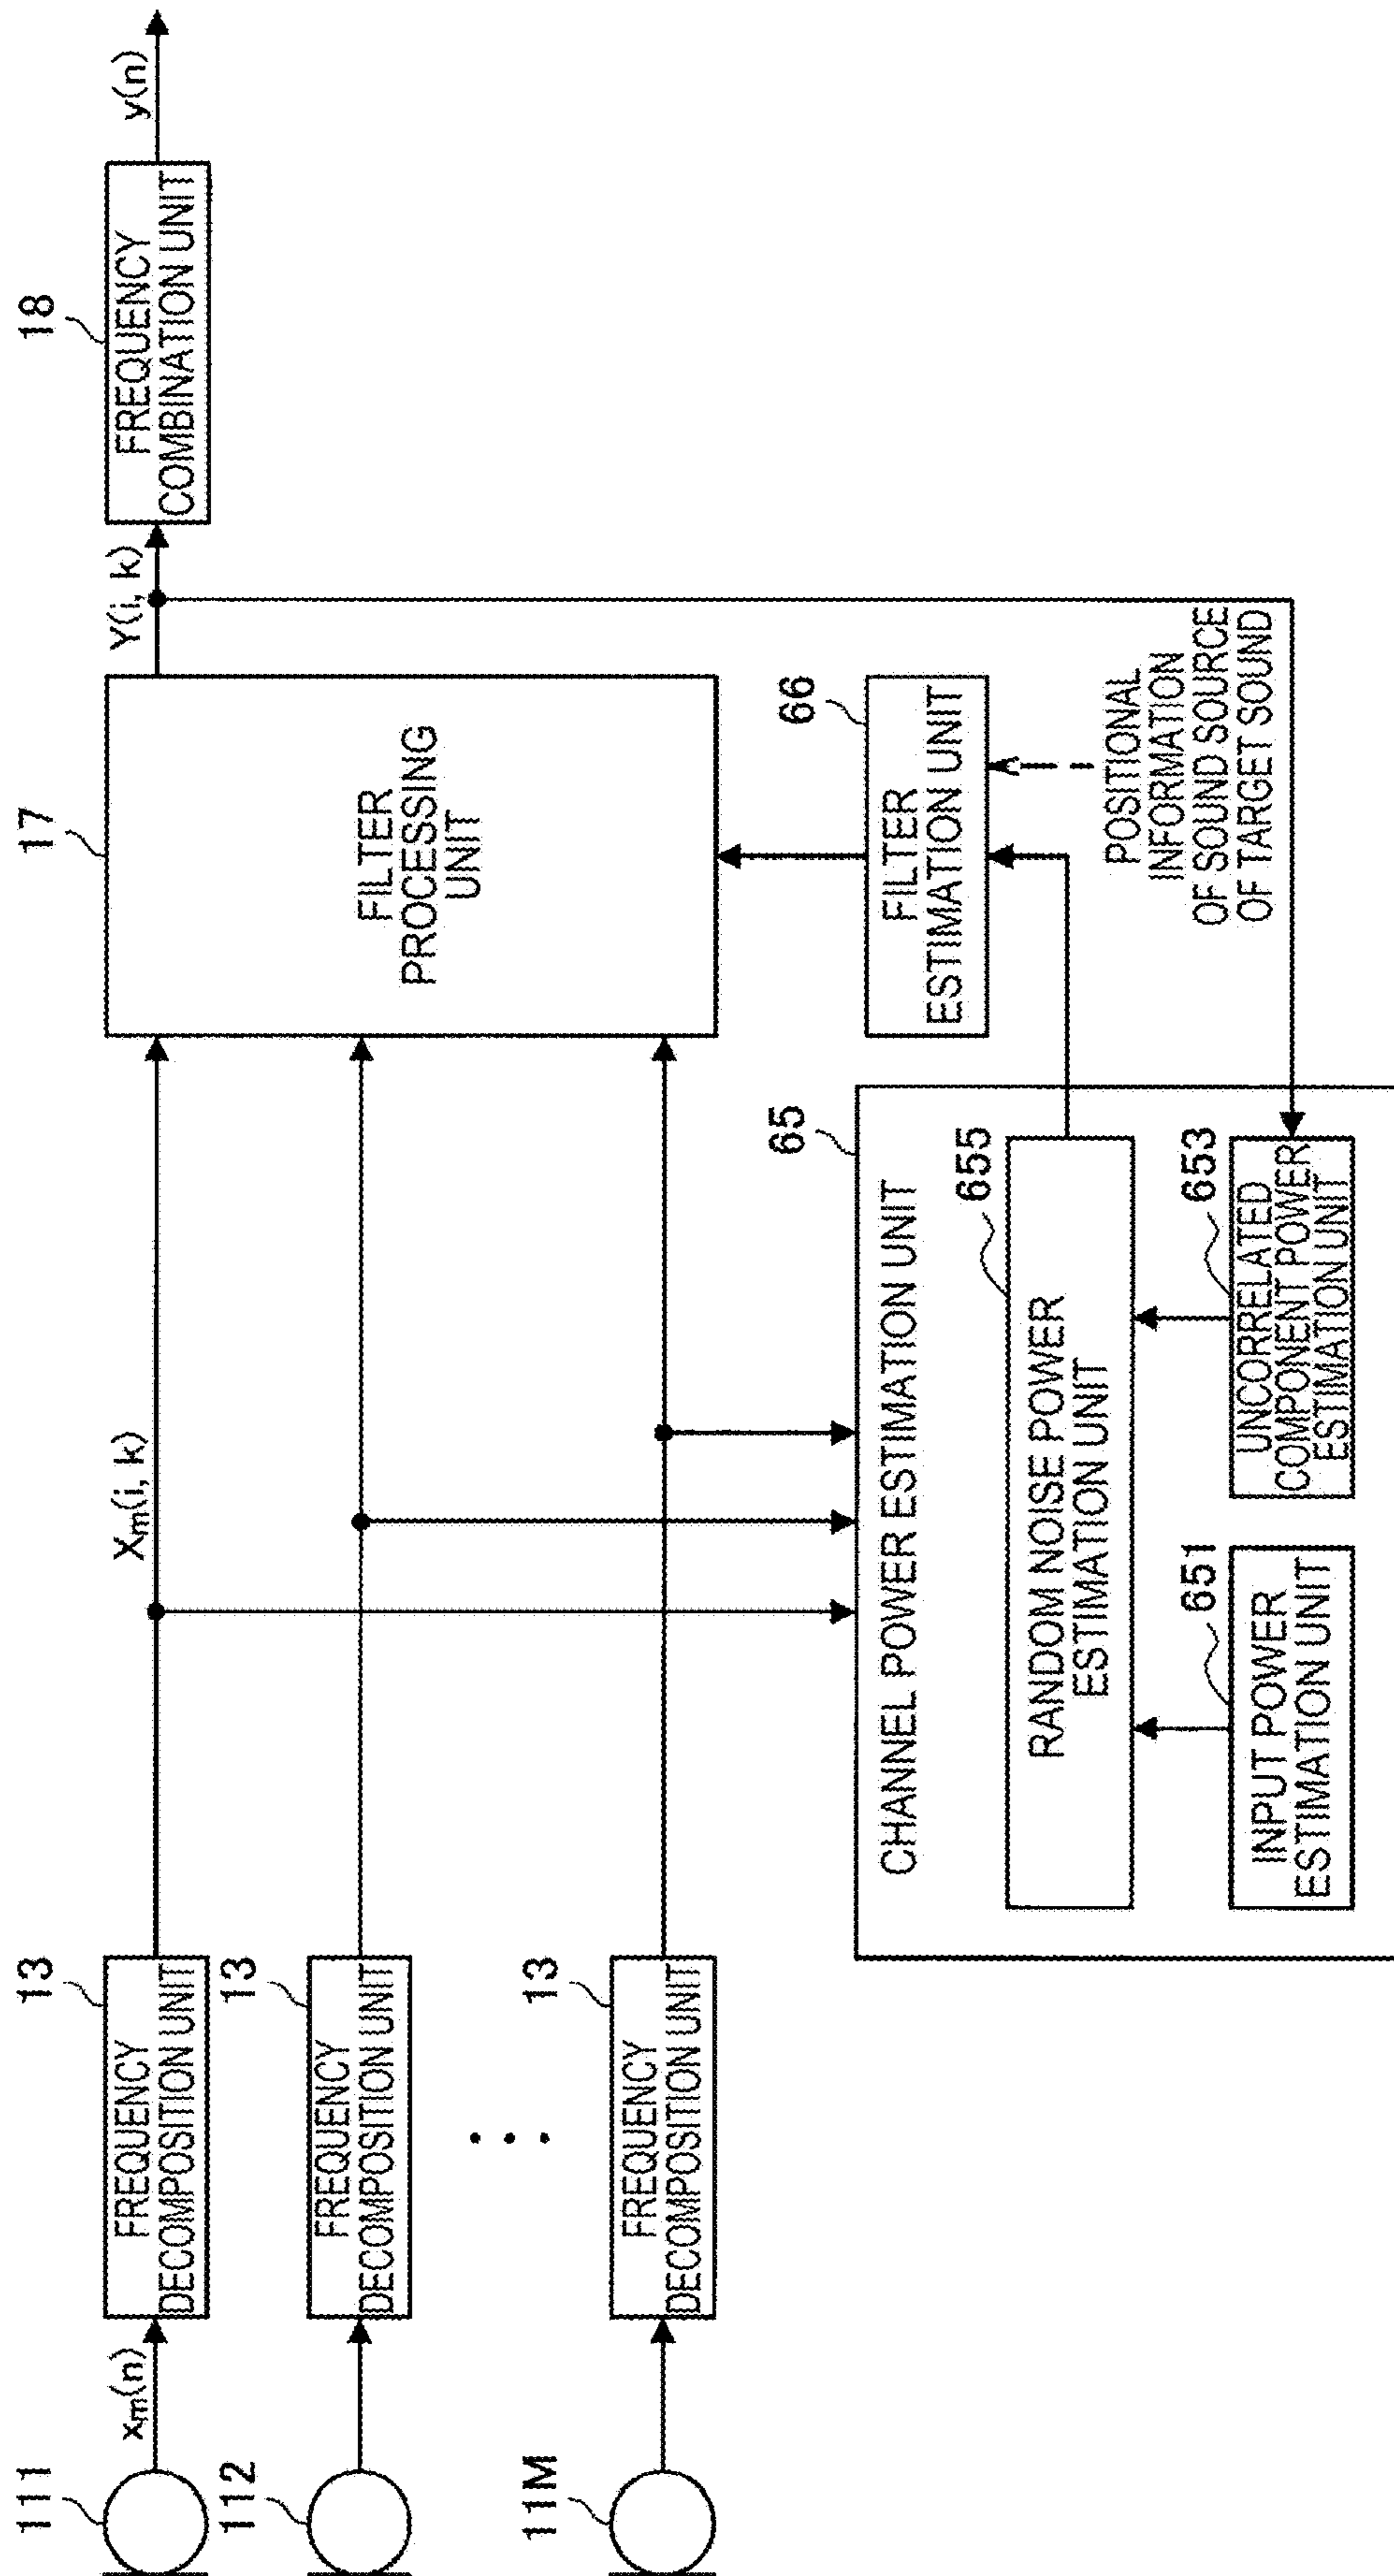 111
x_m(n)
13
FREQUENCY
DECOMPOSITION UNIT
X_m(i, k)
17
FILTER
PROCESSING
UNIT
Y(i, k)
18
FREQUENCY
COMBINATION UNIT
y(n)
112
13
FREQUENCY
DECOMPOSITION UNIT
• • •
11M
13
FREQUENCY
DECOMPOSITION UNIT
65
CHANNEL POWER ESTIMATION UNIT
655
RANDOM NOISE POWER
ESTIMATION UNIT
651
INPUT POWER
ESTIMATION UNIT
653
UNCORRELATED
COMPONENT POWER
ESTIMATION UNIT
66
FILTER
ESTIMATION UNIT
POSITIONAL
INFORMATION
OF SOUND SOURCE
OF TARGET SOUND